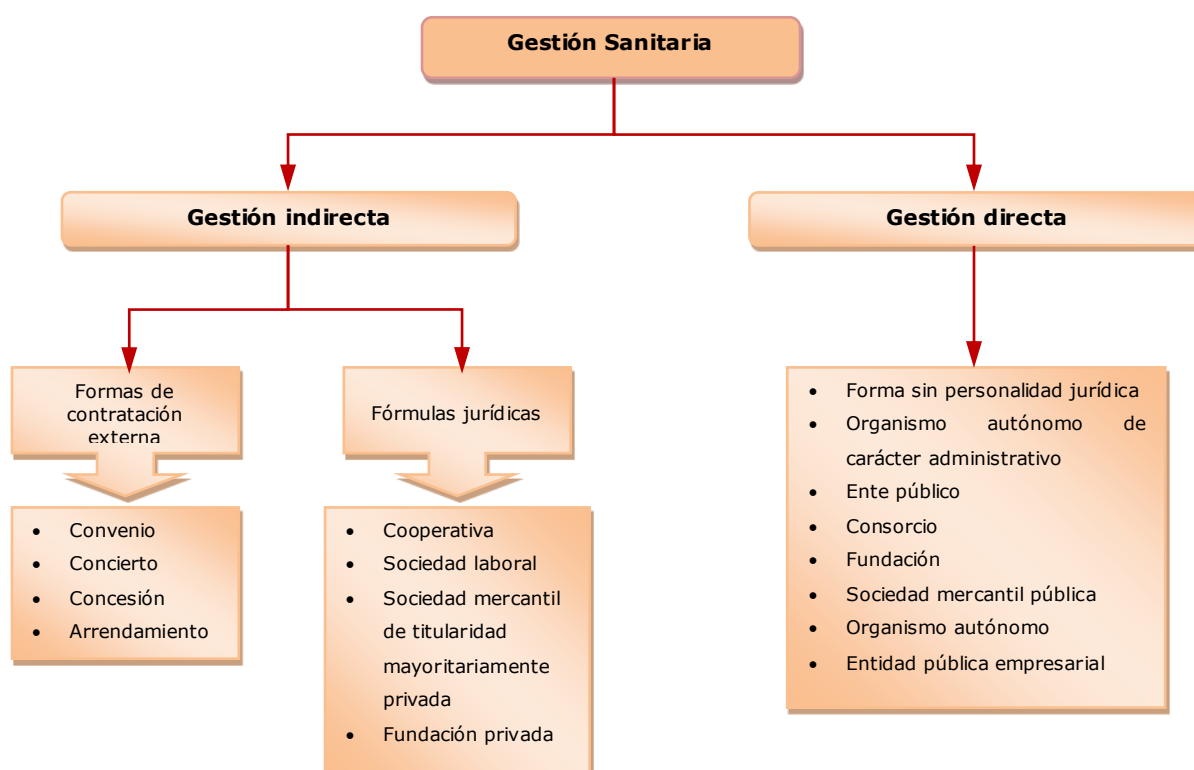 Gestión Sanitaria
Gestión indirecta
Gestión directa
Formas de
contratación
externa
Fórmulas jurídicas
• Convenio
• Concierto
• Concesión
• Arrendamiento
• Cooperativa
• Sociedad laboral
• Sociedad mercantil
de titularidad
mayoritariamente
privada
• Fundación privada
• Forma sin personalidad jurídica
• Organismo autónomo de
carácter administrativo
• Ente público
• Consorcio
• Fundación
• Sociedad mercantil pública
• Organismo autónomo
• Entidad pública empresarial